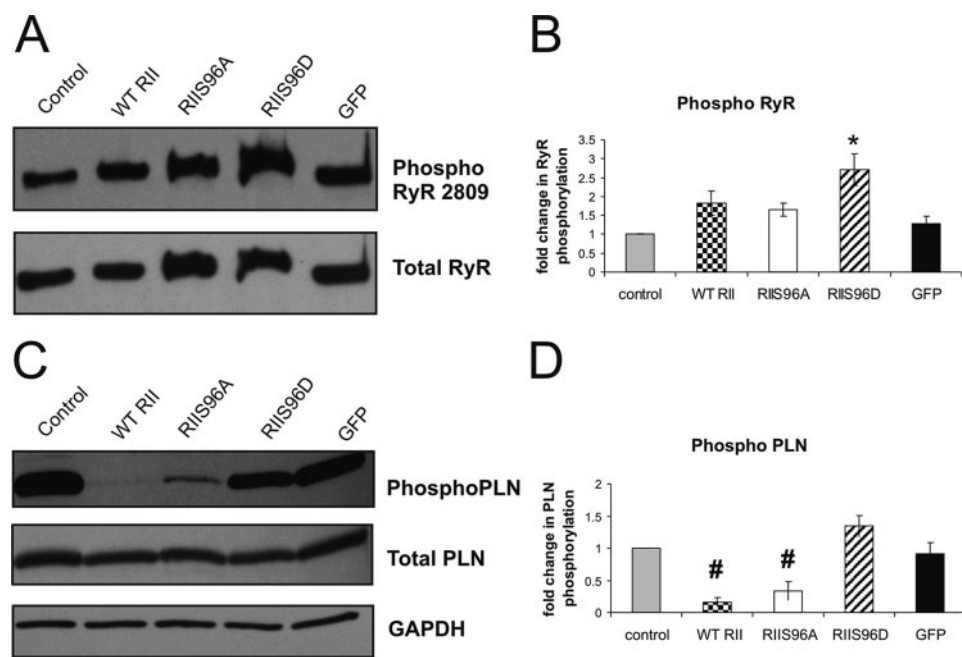 A
Control
WT RII
RIIS96A
RIIS96D
GFP
Phospho
RyR 2809
Total RyR
B
Phospho RyR
fold change in RyR
phosphorylation
3.5
3
2.5
2
1.5
1
0.5
0
*
control
WT RII
RIIS96A
RIIS96D
GFP
C
Control
WT RII
RIIS96A
RIIS96D
GFP
PhosphoPLN
Total PLN
GAPDH
D
Phospho PLN
fold change in PLN
phosphorylation
2
1.5
1
0.5
0
#
#
control
WT RII
RIIS96A
RIIS96D
GFP